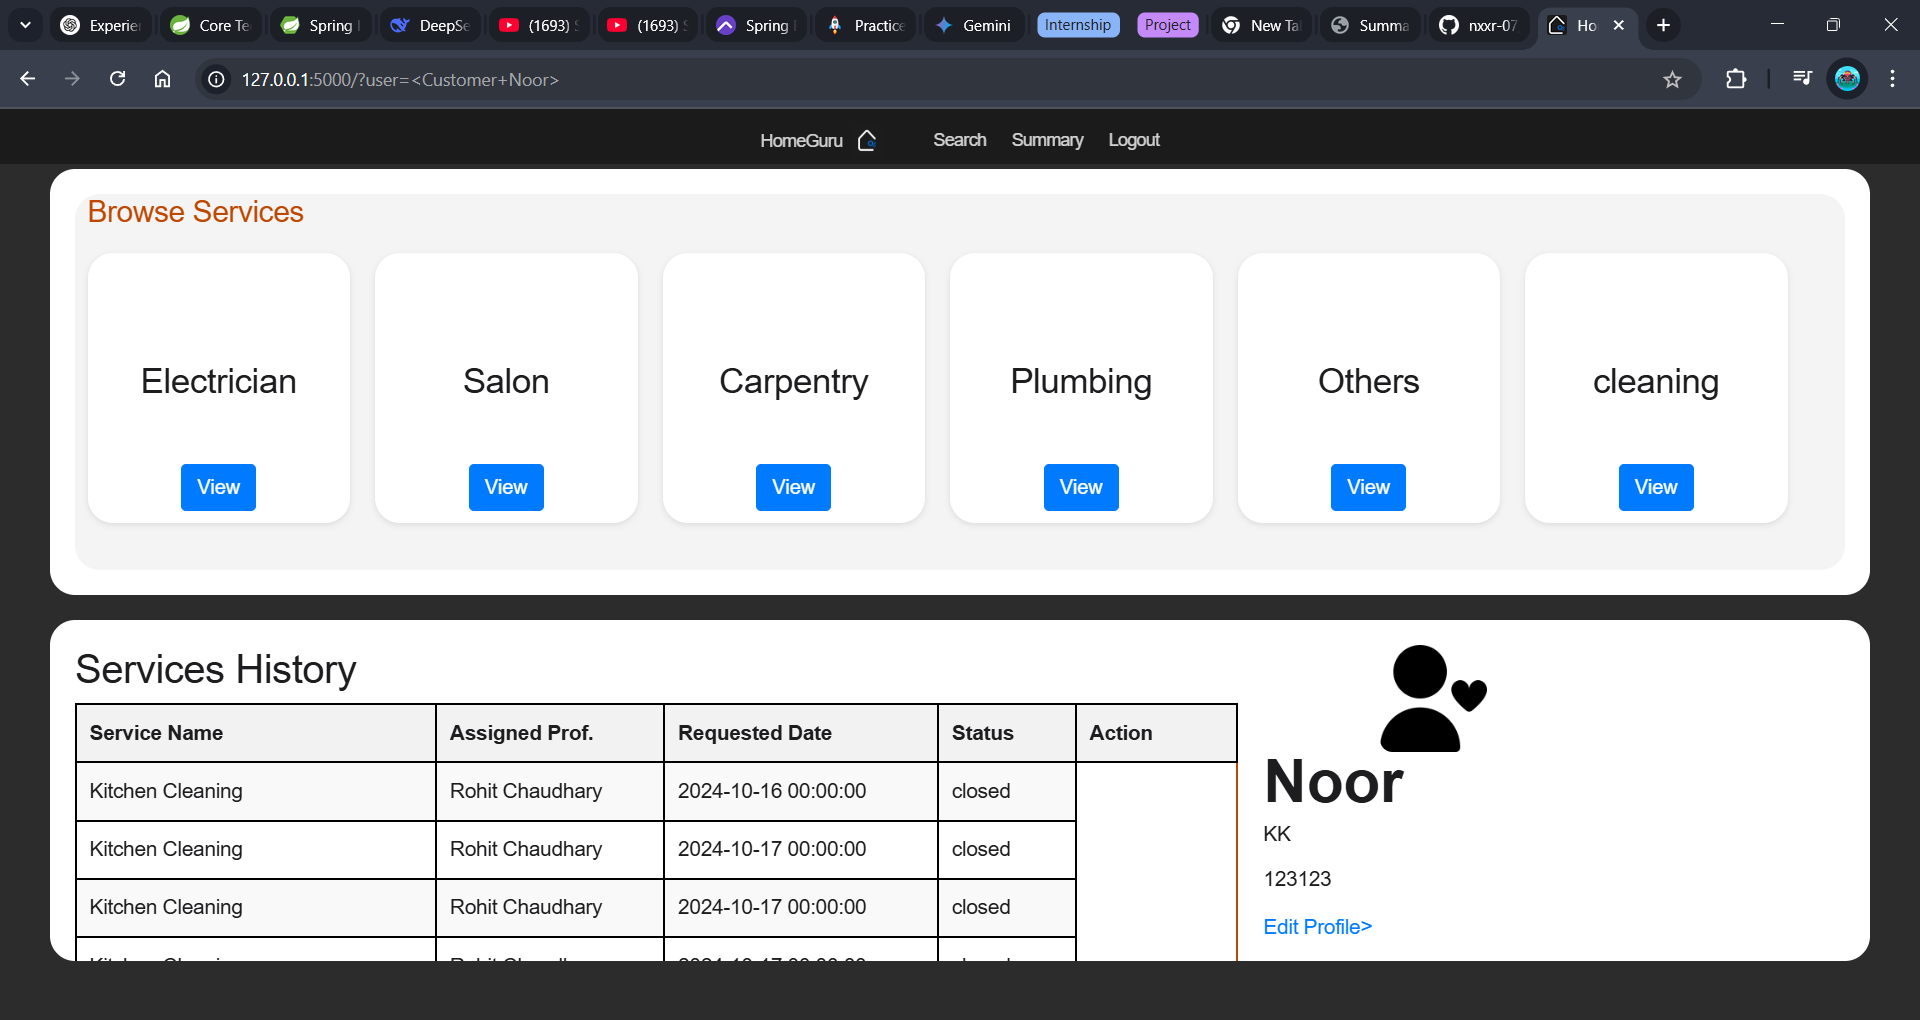 Experie
Core Te
Spring
DeepSe
(1693)
(1693)
Spring
Practice
Gemini
Internship
Project
New Ta
Summa
nxxr-07
Ho
127.0.0.1:5000/?user=<Customer+Noor>
HomeGuru
Search
Summary
Logout
Browse Services
Electrician
Salon
Carpentry
Plumbing
Others
cleaning
View
View
View
View
View
View
Services History
Service Name Assigned Prof. Requested Date Status Action
Kitchen Cleaning Rohit Chaudhary 2024-10-16 00:00:00 closed
Kitchen Cleaning Rohit Chaudhary 2024-10-17 00:00:00 closed
Kitchen Cleaning Rohit Chaudhary 2024-10-17 00:00:00 closed
Noor
KK
123123
Edit Profile>